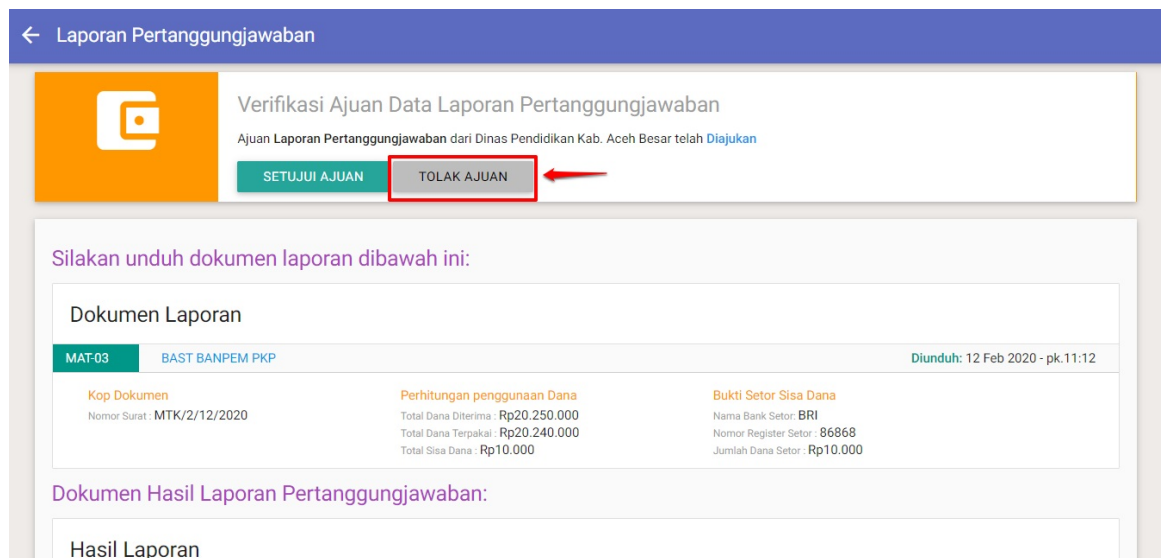 Laporan Pertanggungjawaban
Verifikasi Ajuan Data Laporan Pertanggungjawaban
Ajuan Laporan Pertanggungjawaban dari Dinas Pendidikan Kab. Aceh Besar telah Diajukan
SETUJUI AJUAN TOLAK AJUAN
Silakan unduh dokumen laporan dibawah ini:
Dokumen Laporan
MAT-03 BAST BANPEM PKP Diunduh: 12 Feb 2020 - pk.11:12
Kop Dokumen
Nomor Surat : MTK/2/12/2020
Perhitungan penggunaan Dana
Total Dana Diterima : Rp20.250.000
Total Dana Terpakai : Rp20.240.000
Total Sisa Dana : Rp10.000
Bukti Setor Sisa Dana
Nama Bank Setor: BRI
Nomor Register Setor : 86868
Jumlah Dana Setor : Rp10.000
Dokumen Hasil Laporan Pertanggungjawaban:
Hasil Laporan